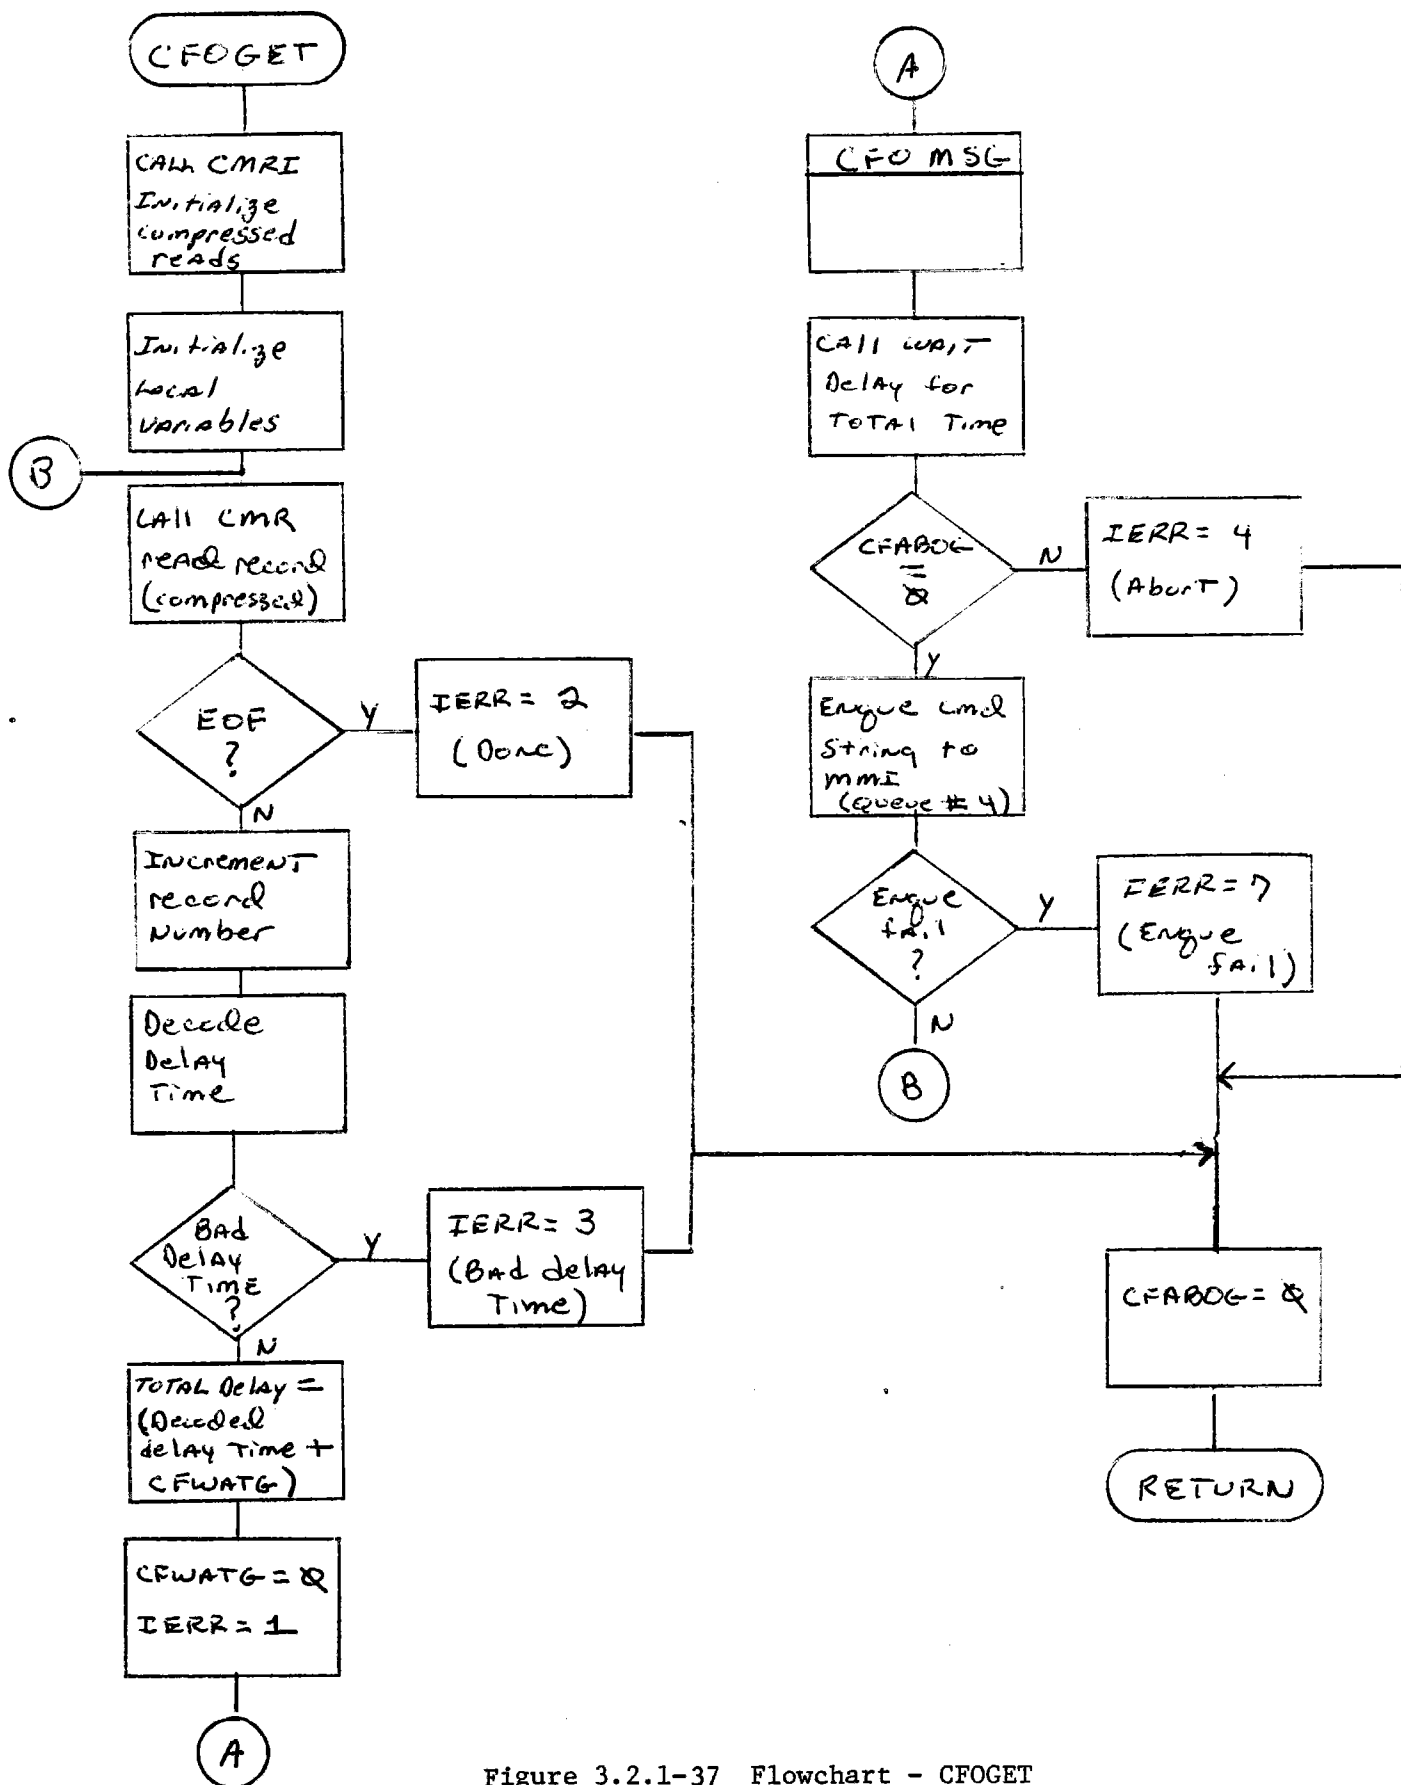 CFOGET
CALL CMRI
Initialize
compressed
reads
Initialize
Local
variables
B
CALL CMR
read record
(compressed)
EOF
?
Y
N
IERR = 2
(Done)
Increment
record
Number
Decode
Delay
Time
BAd
DelAy
TIME
?
Y
N
IERR = 3
(BAd delAy
Time)
TOTAL DelAy =
(Decoded
delAy Time +
CFWATG)
CFWATG = 0
IERR = 1
A
A
CFO MSG
CALL WAIT
DelAy for
TOTAL Time
CFABOG
=
0
N
Y
IERR = 4
(AborT)
Enque cmd
String to
MMI
(Queue # 4)
Enque
fail
?
Y
N
IERR = 7
(Enque
fail)
B
CFABOG = 0
RETURN
Figure 3.2.1-37 Flowchart - CFOGET